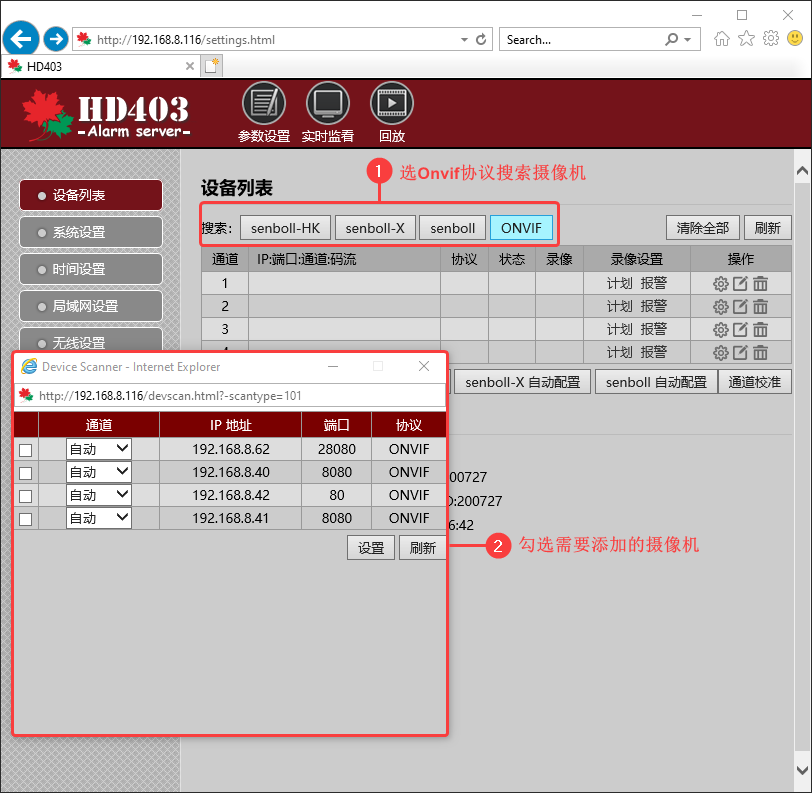 http://192.168.8.116/settings.html
Search...
HD403
HD403
-Alarm server-
参数设置
实时监看
回放
1 选Onvif协议搜索摄像机
设备列表
系统设置
时间设置
局域网设置
无线设置
设备列表
搜索: senboll-HK senboll-X senboll ONVIF 清除全部 刷新
通道 IP:端口:通道:码流 协议 状态 录像 录像设置 操作
1 计划 报警
2 计划 报警
3 计划 报警
计划 报警
senboll-X 自动配置 senboll 自动配置 通道校准
00727
:200727
6:42
Device Scanner - Internet Explorer
http://192.168.8.116/devscan.html?-scantype=101
通道 IP 地址 端口 协议
自动 192.168.8.62 28080 ONVIF
自动 192.168.8.40 8080 ONVIF
自动 192.168.8.42 80 ONVIF
自动 192.168.8.41 8080 ONVIF
设置 刷新
2 勾选需要添加的摄像机